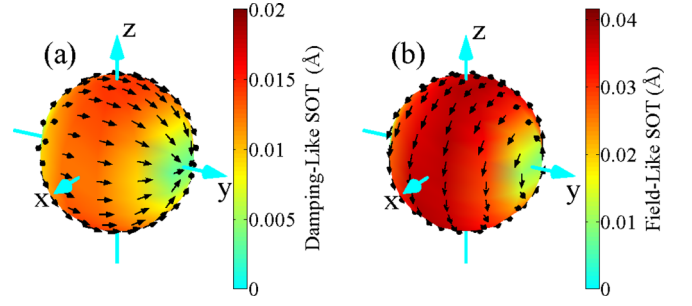 (a)
z
x
y
0.02
0.015
0.01
0.005
0
Damping-Like SOT (Å)
(b)
z
x
y
0.04
0.03
0.02
0.01
0
Field-Like SOT (Å)